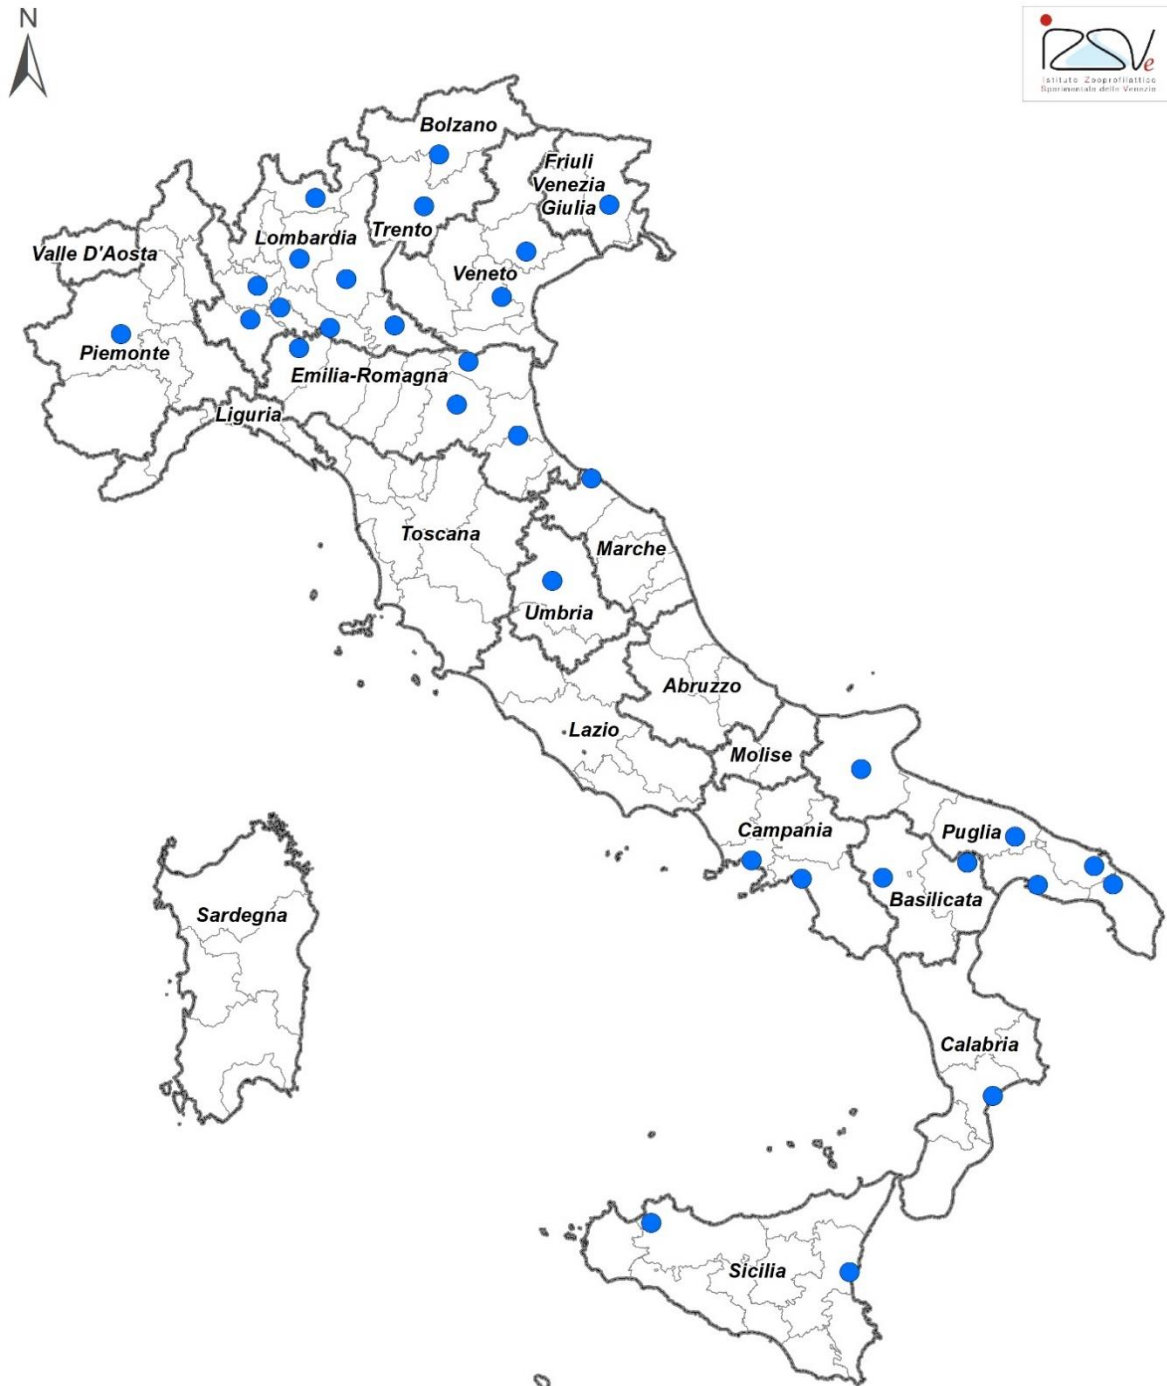 N
IZSVe
Istituto Zooprofilattico
Sperimentale delle Venezie
Bolzano
Friuli
Venezia
Giulia
Trento
Lombardia
Valle D'Aosta
Veneto
Piemonte
Emilia-Romagna
Liguria
Toscana
Marche
Umbria
Abruzzo
Lazio
Molise
Campania
Puglia
Basilicata
Sardegna
Calabria
Sicilia